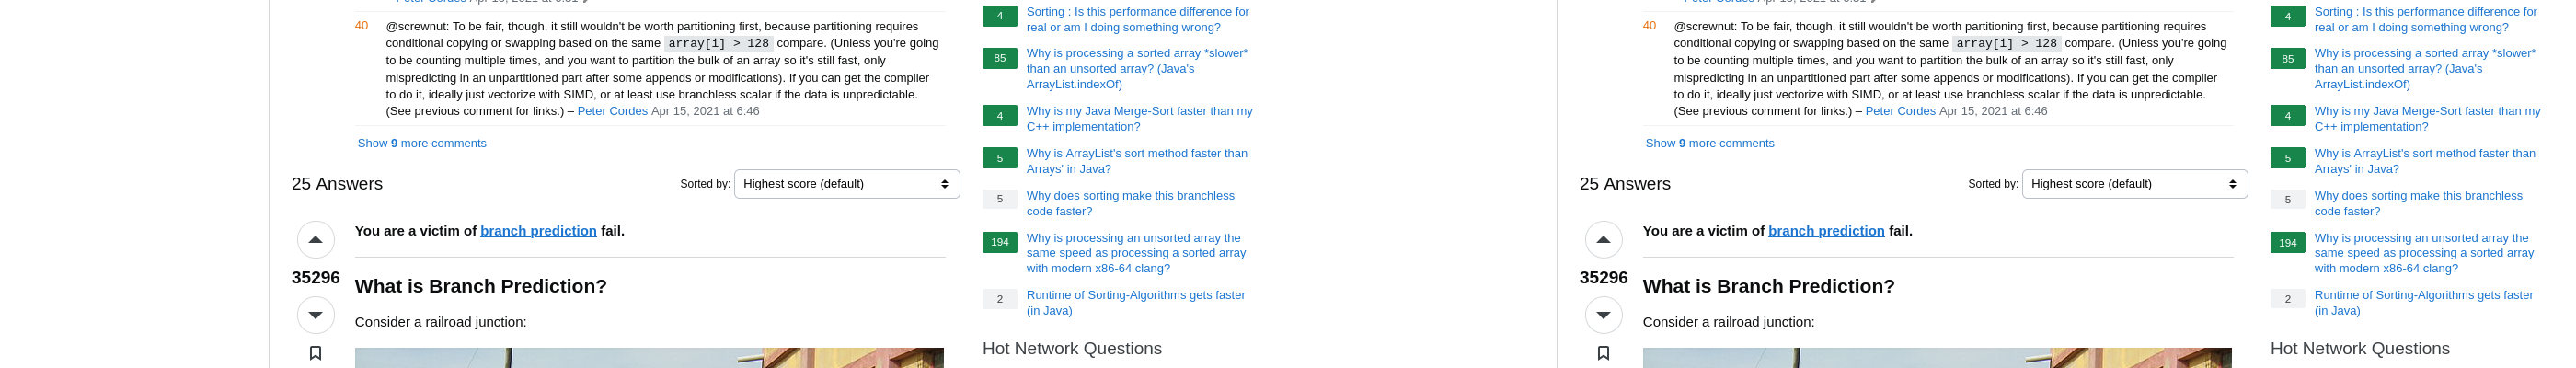 40 @screwnut: To be fair, though, it still wouldn't be worth partitioning first, because partitioning requires
conditional copying or swapping based on the same array[i] > 128 compare. (Unless you're going
to be counting multiple times, and you want to partition the bulk of an array so it's still fast, only
mispredicting in an unpartitioned part after some appends or modifications). If you can get the compiler
to do it, ideally just vectorize with SIMD, or at least use branchless scalar if the data is unpredictable.
(See previous comment for links.) – Peter Cordes Apr 15, 2021 at 6:46
Show 9 more comments
25 Answers
Sorted by: Highest score (default)
You are a victim of branch prediction fail.
35296
What is Branch Prediction?
Consider a railroad junction:
4 Sorting : Is this performance difference for
real or am I doing something wrong?
85 Why is processing a sorted array *slower*
than an unsorted array? (Java's
ArrayList.indexOf)
4 Why is my Java Merge-Sort faster than my
C++ implementation?
5 Why is ArrayList's sort method faster than
Arrays' in Java?
5 Why does sorting make this branchless
code faster?
194 Why is processing an unsorted array the
same speed as processing a sorted array
with modern x86-64 clang?
2 Runtime of Sorting-Algorithms gets faster
(in Java)
Hot Network Questions
40 @screwnut: To be fair, though, it still wouldn't be worth partitioning first, because partitioning requires
conditional copying or swapping based on the same array[i] > 128 compare. (Unless you're going
to be counting multiple times, and you want to partition the bulk of an array so it's still fast, only
mispredicting in an unpartitioned part after some appends or modifications). If you can get the compiler
to do it, ideally just vectorize with SIMD, or at least use branchless scalar if the data is unpredictable.
(See previous comment for links.) – Peter Cordes Apr 15, 2021 at 6:46
Show 9 more comments
25 Answers
Sorted by: Highest score (default)
You are a victim of branch prediction fail.
35296
What is Branch Prediction?
Consider a railroad junction:
4 Sorting : Is this performance difference for
real or am I doing something wrong?
85 Why is processing a sorted array *slower*
than an unsorted array? (Java's
ArrayList.indexOf)
4 Why is my Java Merge-Sort faster than my
C++ implementation?
5 Why is ArrayList's sort method faster than
Arrays' in Java?
5 Why does sorting make this branchless
code faster?
194 Why is processing an unsorted array the
same speed as processing a sorted array
with modern x86-64 clang?
2 Runtime of Sorting-Algorithms gets faster
(in Java)
Hot Network Questions